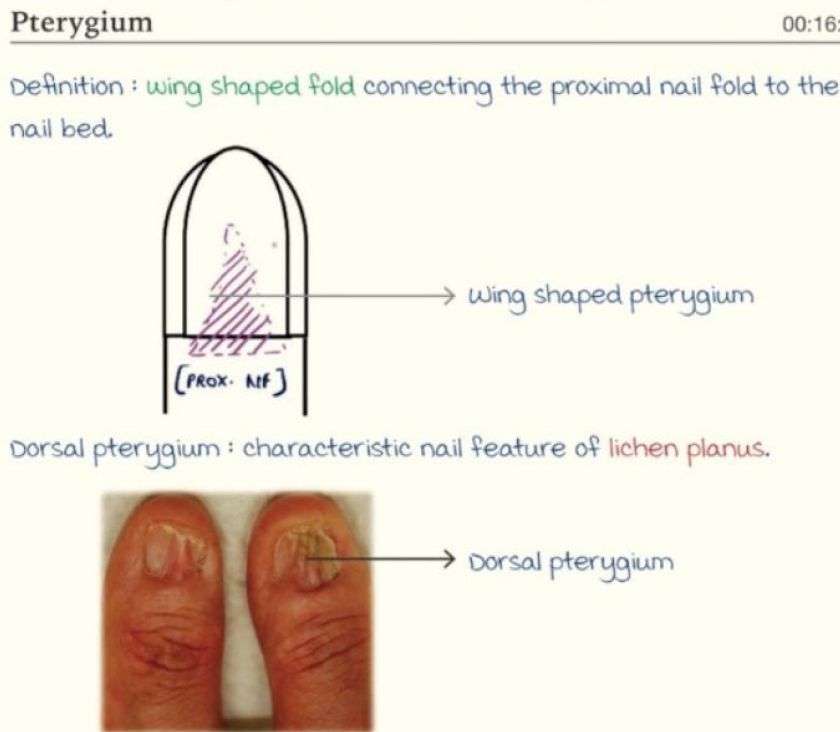 Pterygium
00:16:
Definition : wing shaped fold connecting the proximal nail fold to the
nail bed.
Wing shaped pterygium
[PROX. NF]
Dorsal pterygium : characteristic nail feature of lichen planus.
Dorsal pterygium